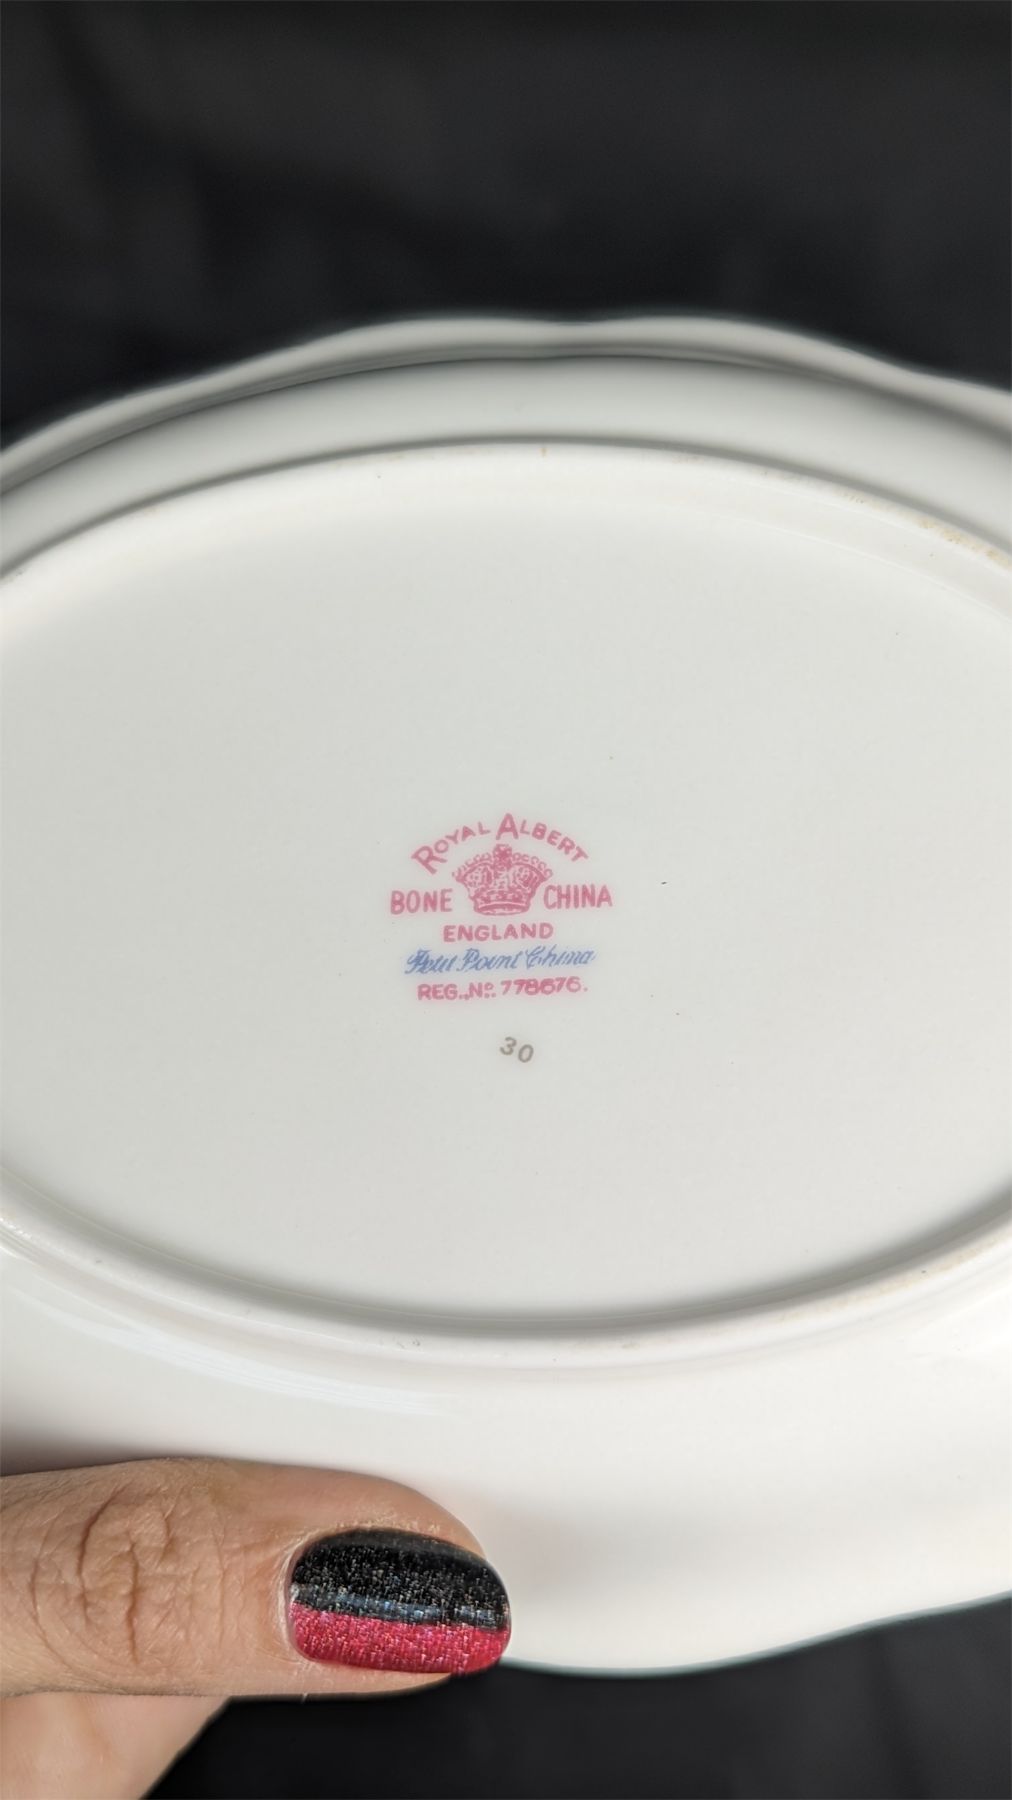 ROYAL ALBERT
BONE CHINA
ENGLAND
Petit Point China
REG. Nº. 778676.
30